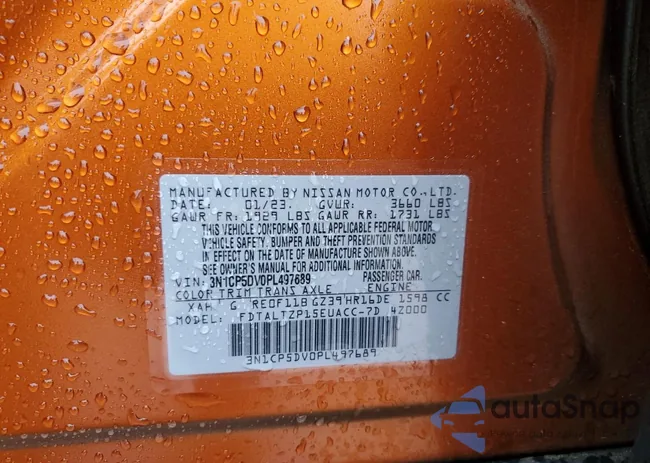 MANUFACTURED BY NISSAN MOTOR CO.,LTD.
DATE: 01/23. GVUR: 3660 LBS
GAWR FR: 1929 LBS GAWR RR: 1731 LBS
THIS VEHICLE CONFORMS TO ALL APPLICABLE FEDERAL MOTOR
VEHICLE SAFETY, BUMPER AND THEFT PREVENTION STANDARDS
IN EFFECT ON THE DATE OF MANUFACTURE SHOWN ABOVE.
SEE OWNER'S MANUAL FOR ADDITIONAL INFORMATION.
VIN: 3N1CP5DV0PL497689 PASSENGER CAR.
COLOR TRIM TRANS AXLE ENGINE
XAH G RE0F11B GZ39 HR16DE 1598 CC
MODEL: FDTALTZP15EUACC-7D 4Z000
3N1CP5DV0PL497689
autoSnap